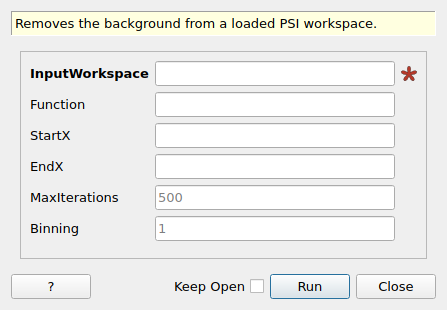 Removes the background from a loaded PSI workspace.
InputWorkspace *
Function
StartX
EndX
MaxIterations 500
Binning 1
? Keep Open Run Close